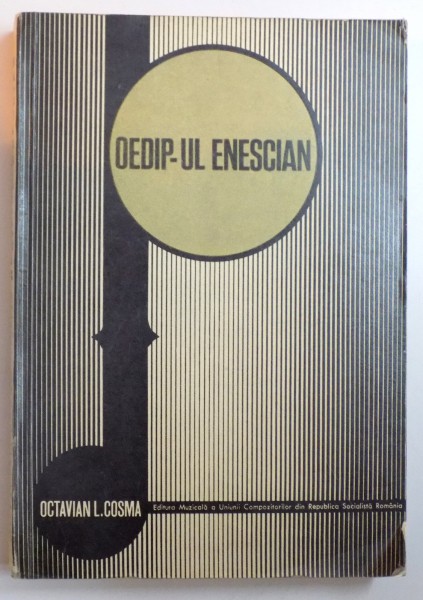 OEDIP-UL ENESCIAN
OCTAVIAN L. COSMA
Editura Muzicală a Uniunii Compozitorilor din Republica Socialistă România